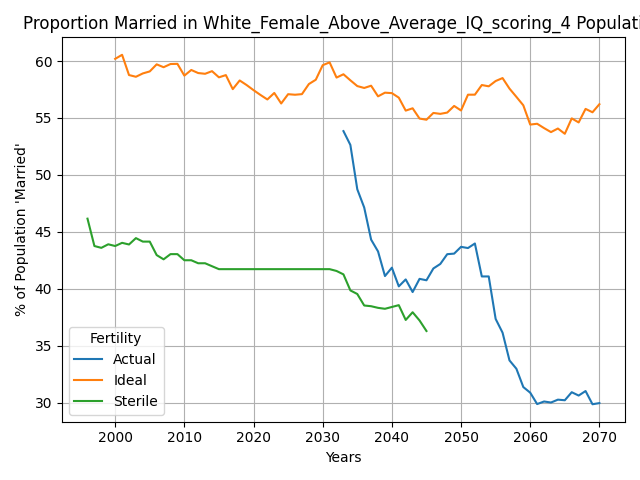 Proportion Married in White_Female_Above_Average_IQ_scoring_4 Populati
60
55
50
45
40
35
30
% of Population 'Married'
Fertility
Actual
Ideal
Sterile
2000 2010 2020 2030 2040 2050 2060 2070
Years